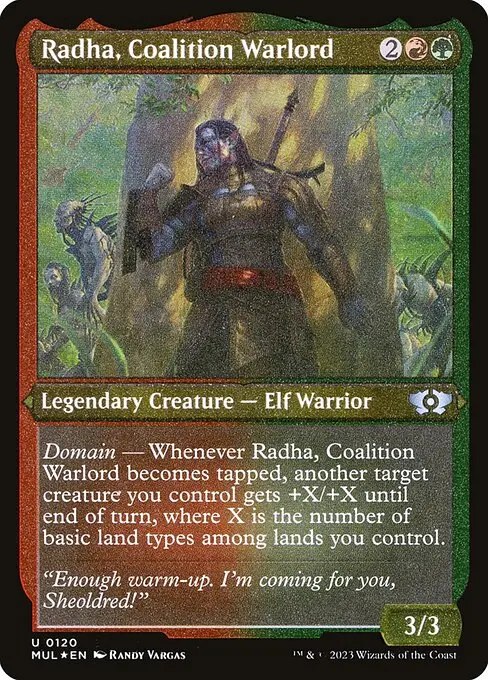 Radha, Coalition Warlord 2
Legendary Creature — Elf Warrior
Domain — Whenever Radha, Coalition
Warlord becomes tapped, another target
creature you control gets +X/+X until
end of turn, where X is the number of
basic land types among lands you control.
“Enough warm-up. I’m coming for you,
Sheoldred!”
3/3
U 0120
MUL★EN RANDY VARGAS ™ & © 2023 Wizards of the Coast